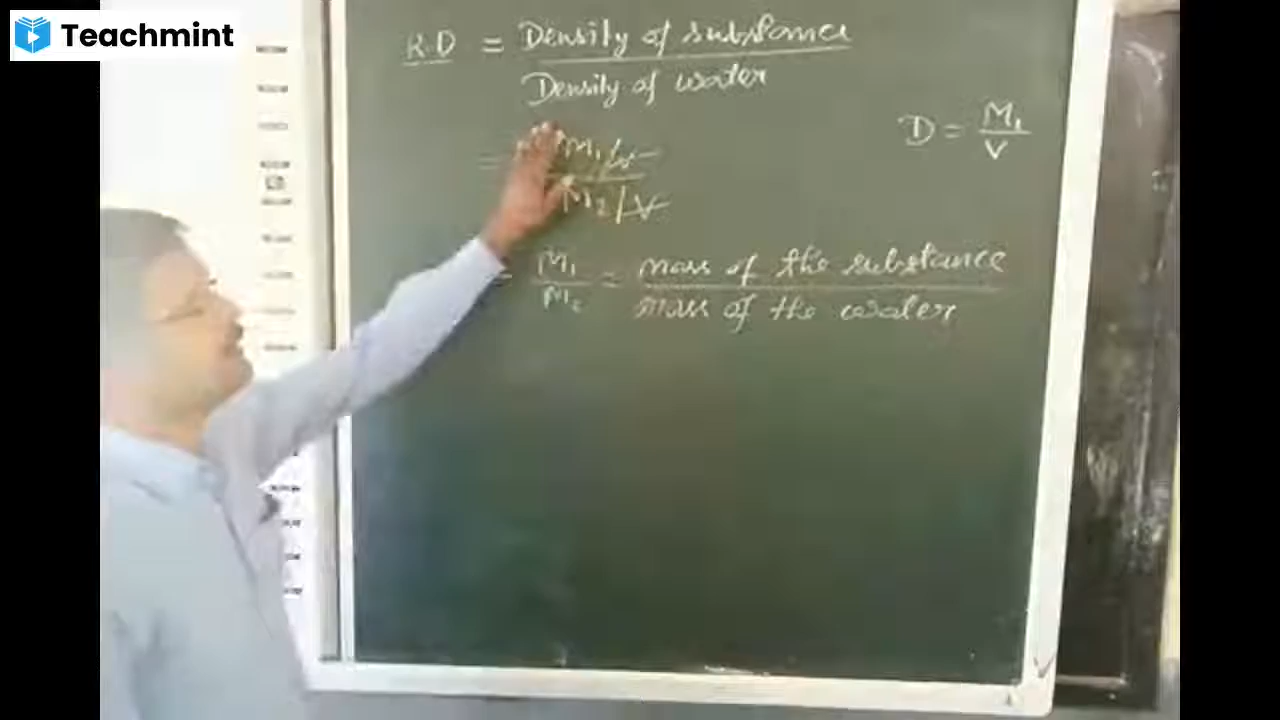 Teachmint
R.D = Density of substance
Density of water
D = M1
V
= M1/V
M2/V
= M1 = mass of the substance
M2 mass of the water